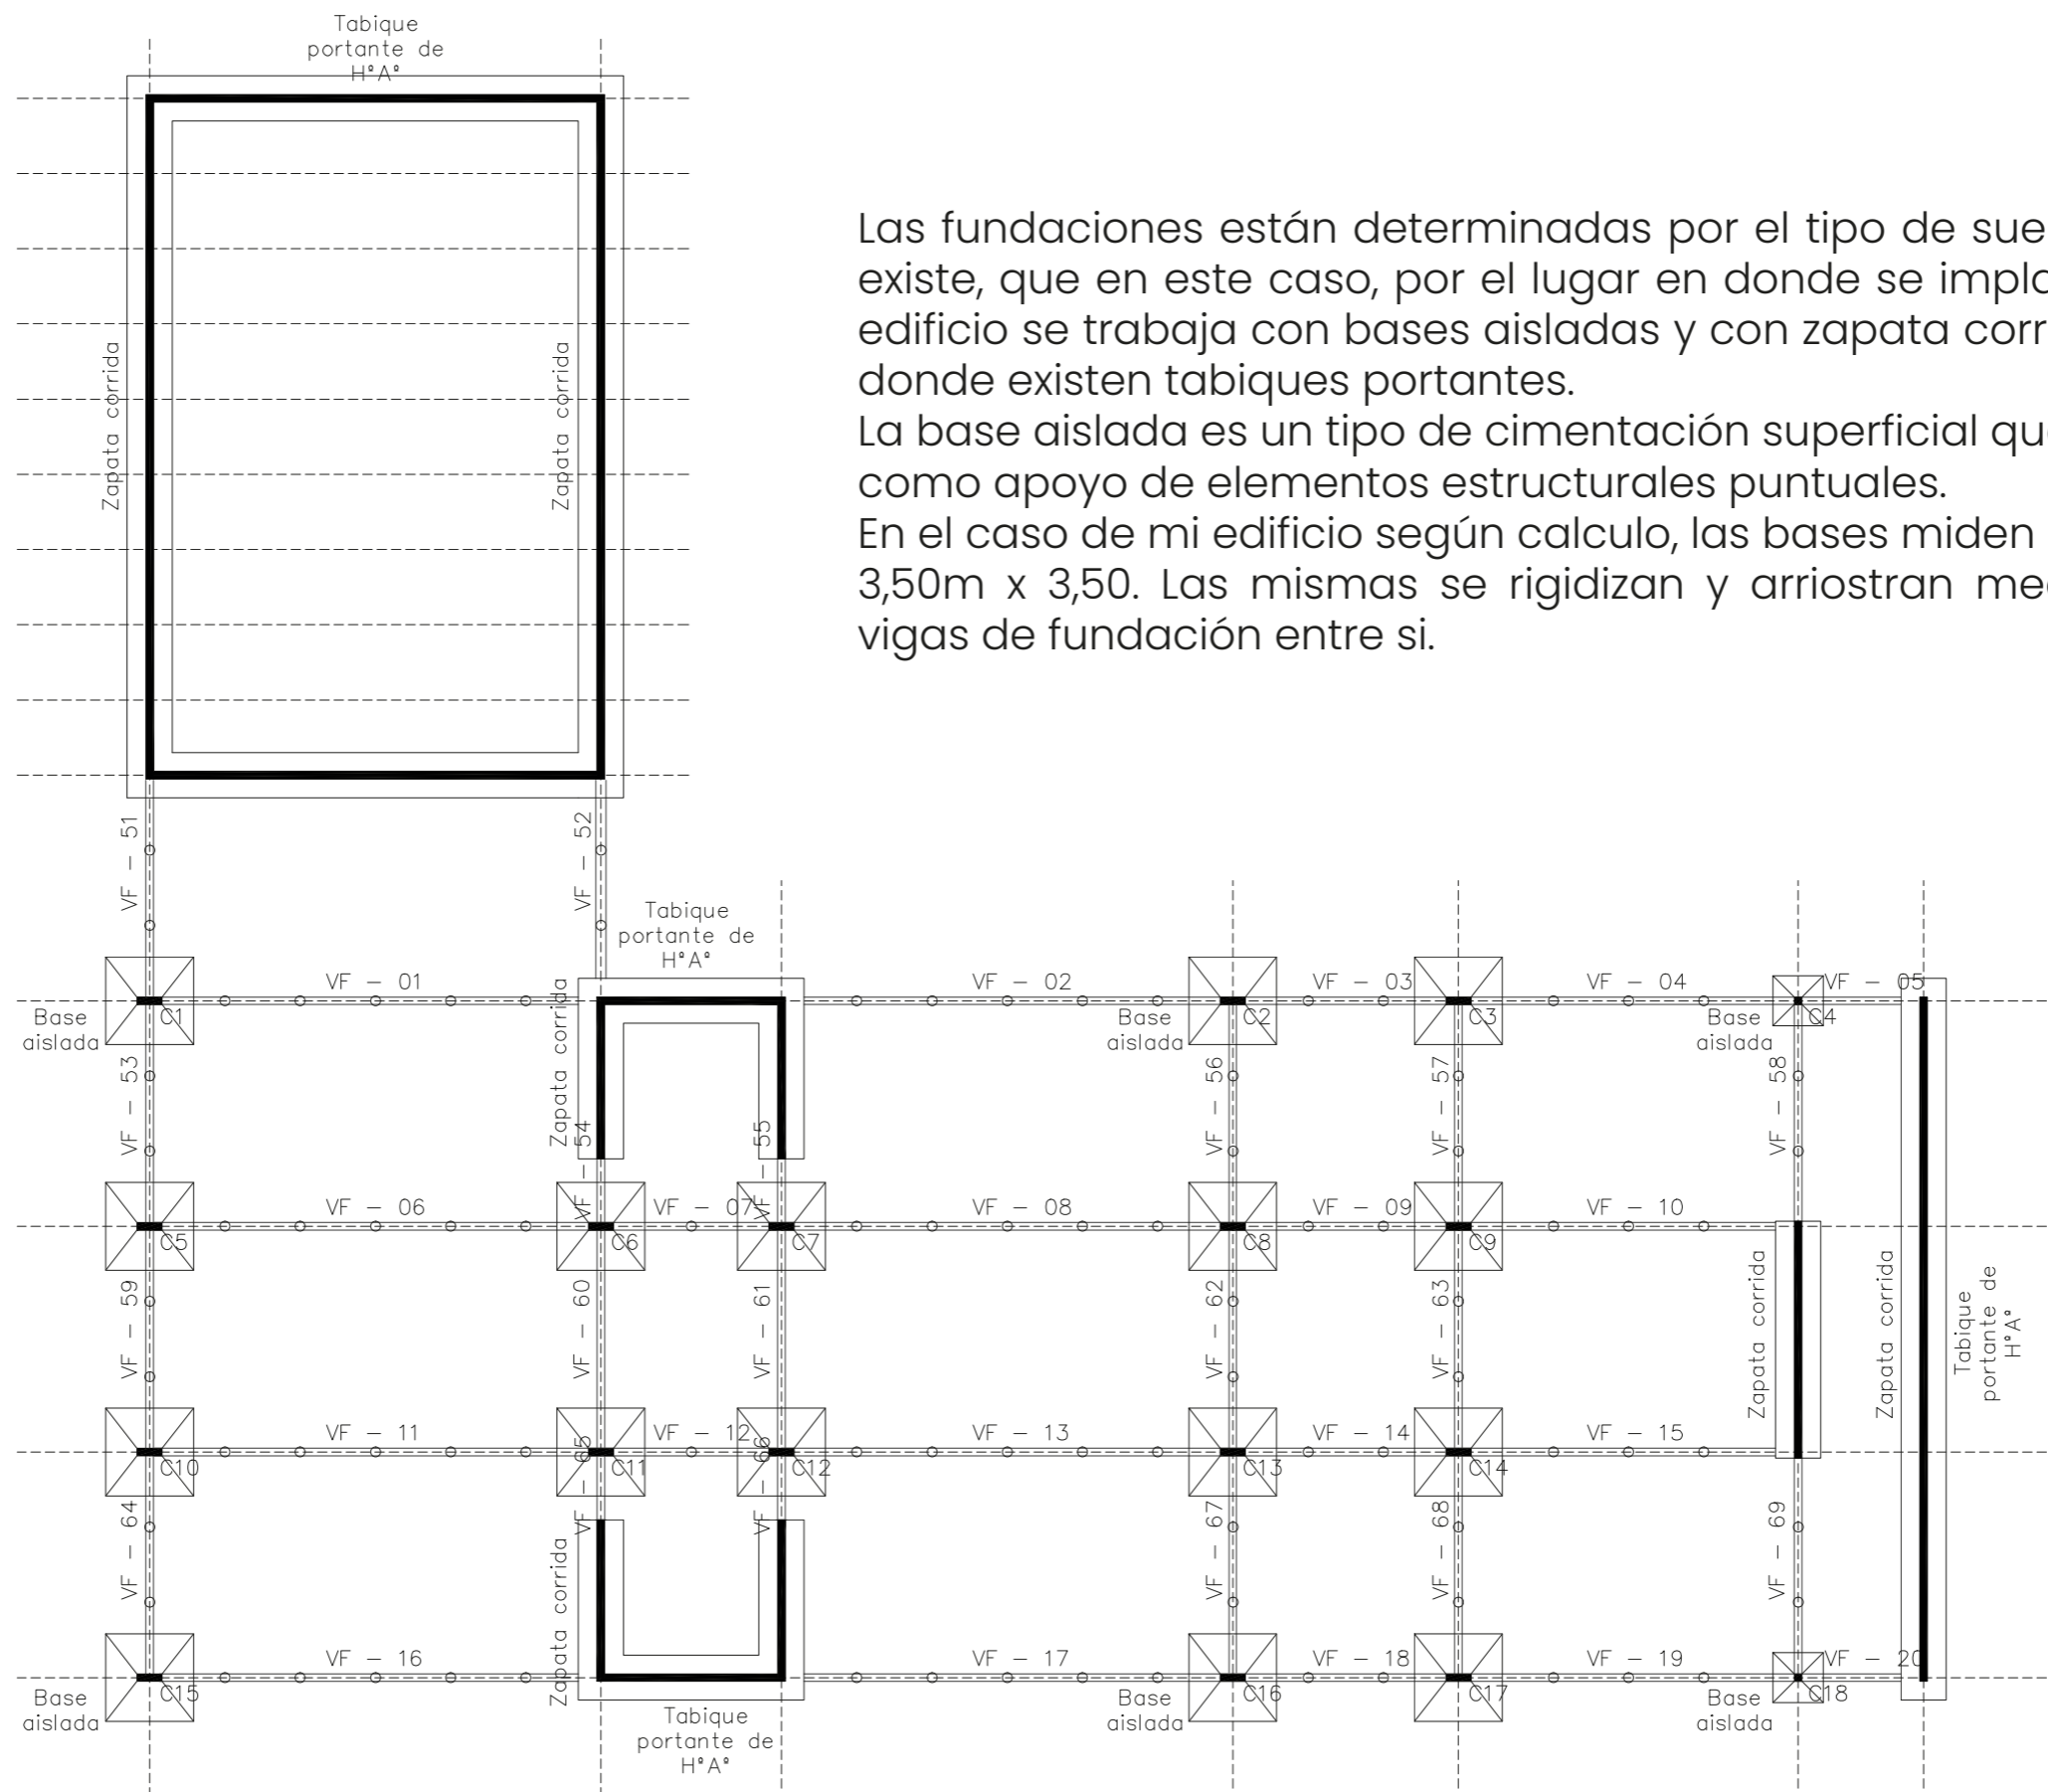 Tabique
portante de
H°A°
Las fundaciones están determinadas por el tipo de sue
existe, que en este caso, por el lugar en donde se impla
edificio se trabaja con bases aisladas y con zapata corr
donde existen tabiques portantes.
La base aislada es un tipo de cimentación superficial qu
como apoyo de elementos estructurales puntuales.
En el caso de mi edificio según calculo, las bases miden
3,50m x 3,50. Las mismas se rigidizan y arriostran me
vigas de fundación entre si.
Zapata corrida
Zapata corrida
VF - 51
VF - 52
Tabique
portante de
H°A°
VF - 01
VF - 02
VF - 03
VF - 04
VF - 05
C1
C2
C3
C4
Base
aislada
Base
aislada
Base
aislada
Zapata corrida
VF - 53
VF - 54
VF - 55
VF - 56
VF - 57
VF - 58
VF - 06
VF - 07
VF - 08
VF - 09
VF - 10
C5
C6
C7
C8
C9
VF - 59
VF - 60
VF - 61
VF - 62
VF - 63
Zapata corrida
Zapata corrida
Tabique
portante de
H°A°
VF - 11
VF - 12
VF - 13
VF - 14
VF - 15
C10
C11
C12
C13
C14
VF - 64
VF - 65
VF - 66
VF - 67
VF - 68
VF - 69
Zapata corrida
VF - 16
VF - 17
VF - 18
VF - 19
VF - 20
C15
C16
C17
C18
Base
aislada
Base
aislada
Base
aislada
Tabique
portante de
H°A°